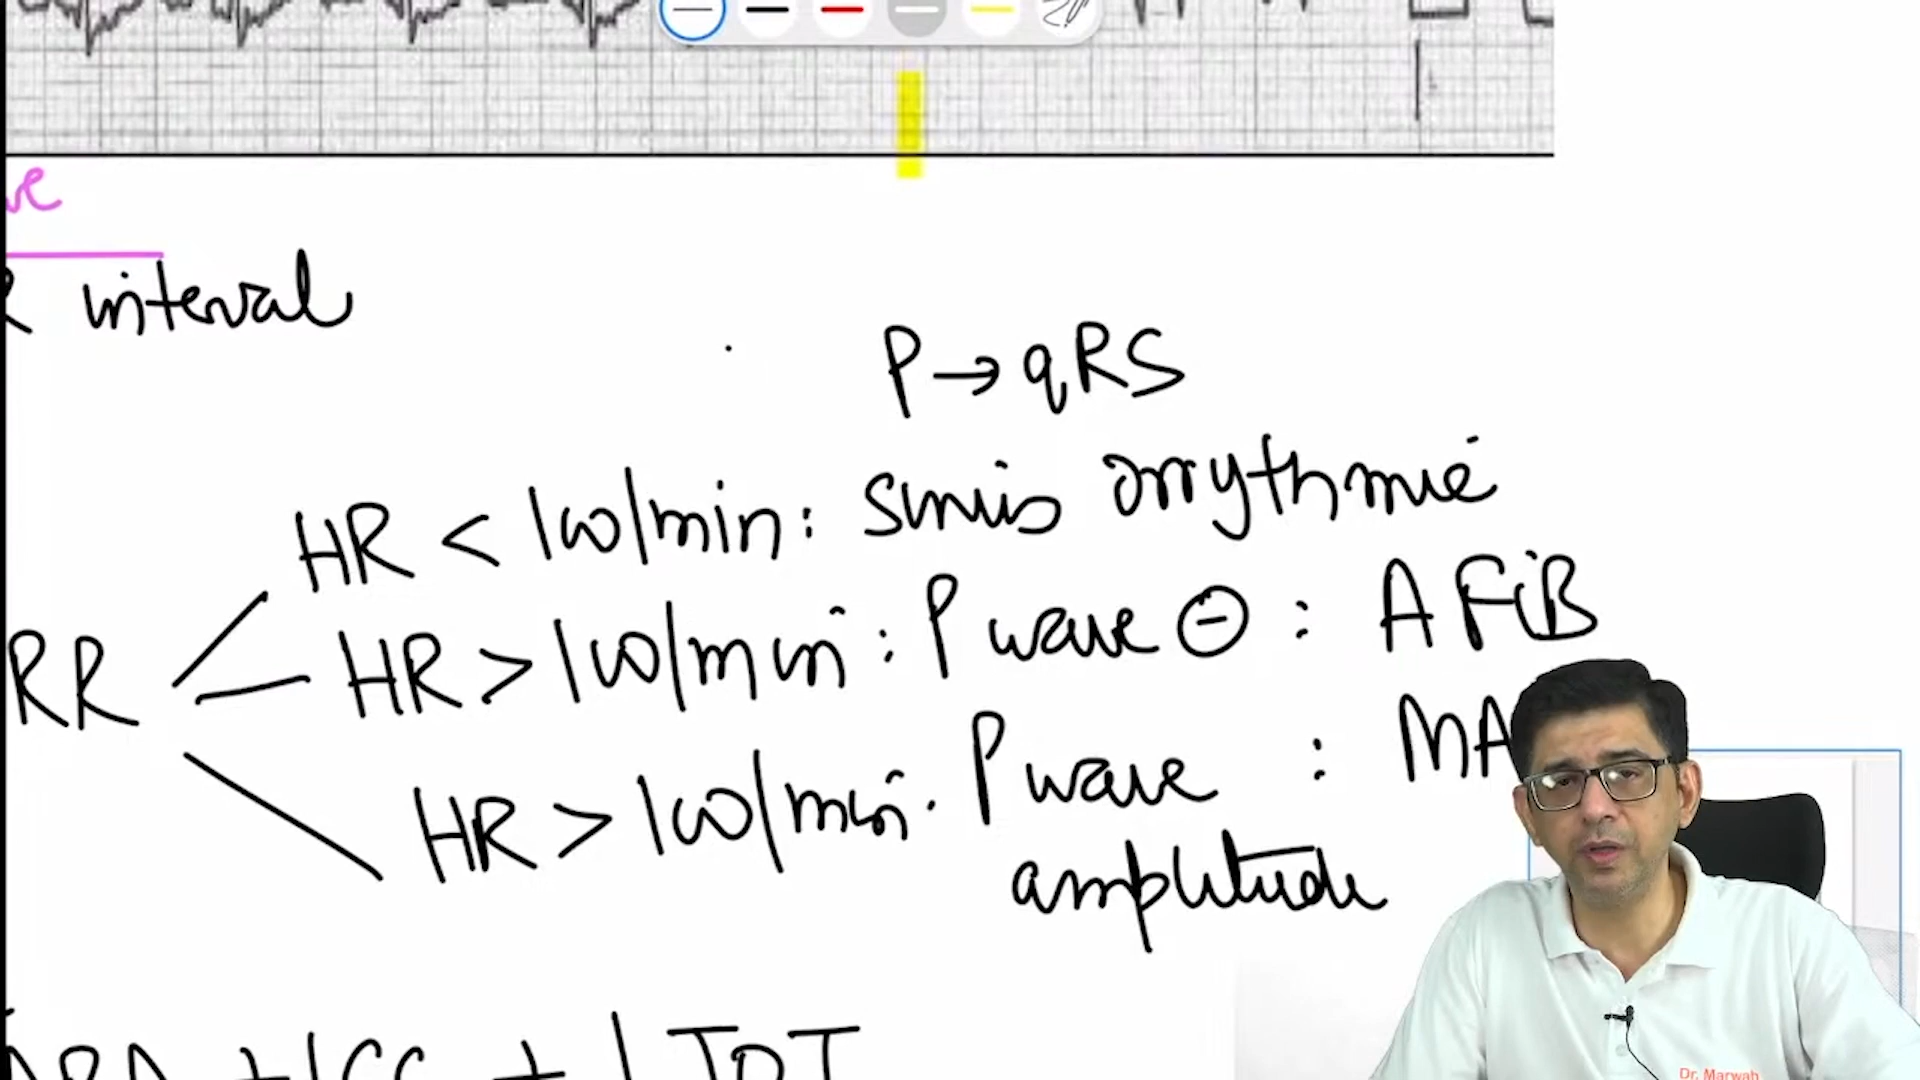 interval
P → qRS
HR < 100/min: sinus arrythmie
RR
HR > 100/min: P wave ⊖ : AFiB
HR > 100/min. P wave : MA
amplitude
Dr. Marwah